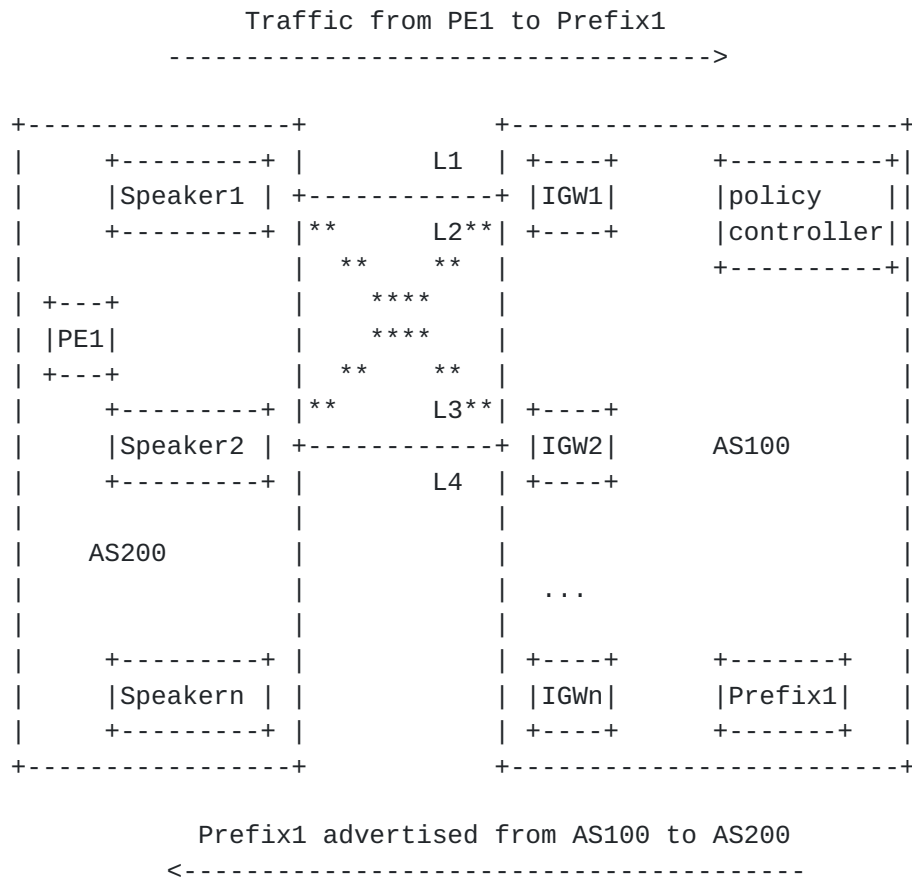 Traffic from PE1 to Prefix1
L1
Speaker1 IGW1 policy
L2 controller
PE1
L3
Speaker2 IGW2 AS100
L4
AS200
...
Speakern IGWn Prefix1
Prefix1 advertised from AS100 to AS200